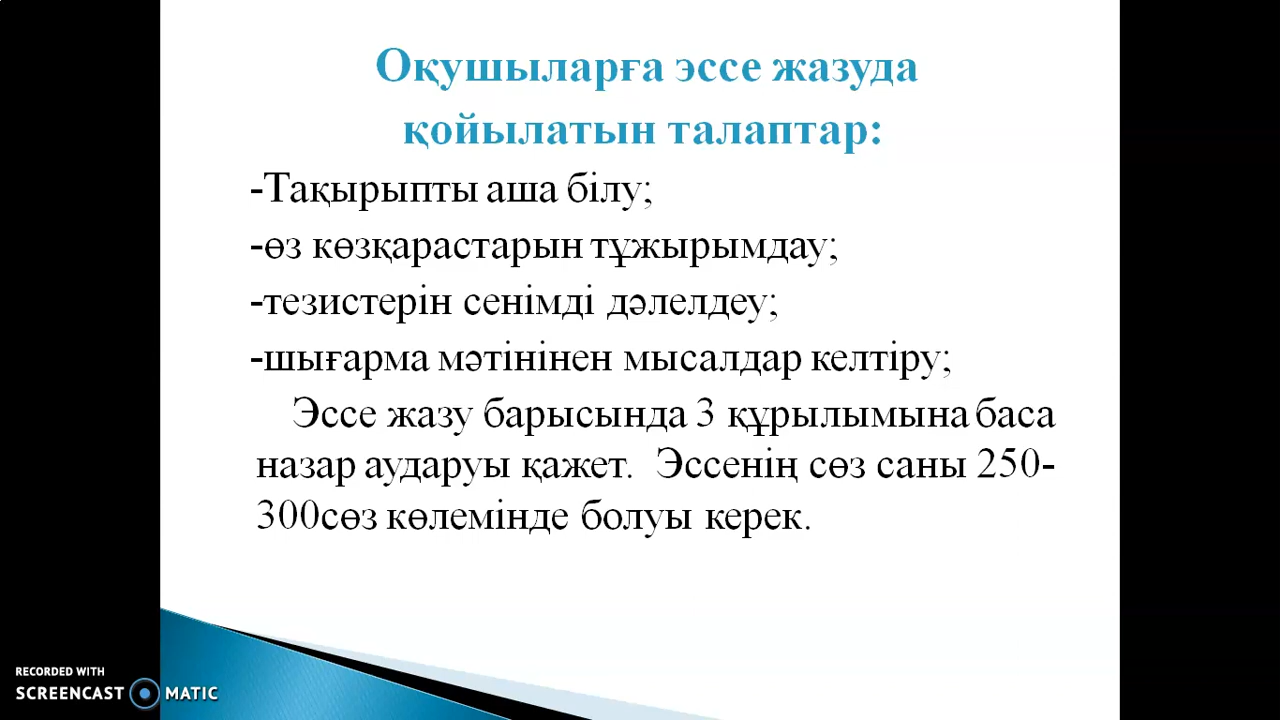 Оқушыларға эссе жазуда
қойылатын талаптар:
-Тақырыпты аша білу;
-өз көзқарастарын тұжырымдау;
-тезистерін сенімді дәлелдеу;
-шығарма мәтінінен мысалдар келтіру;
Эссе жазу барысында 3 құрылымына баса
назар аударуы қажет. Эссенің сөз саны 250-
300сөз көлемінде болуы керек.
RECORDED WITH
SCREENCAST MATIC